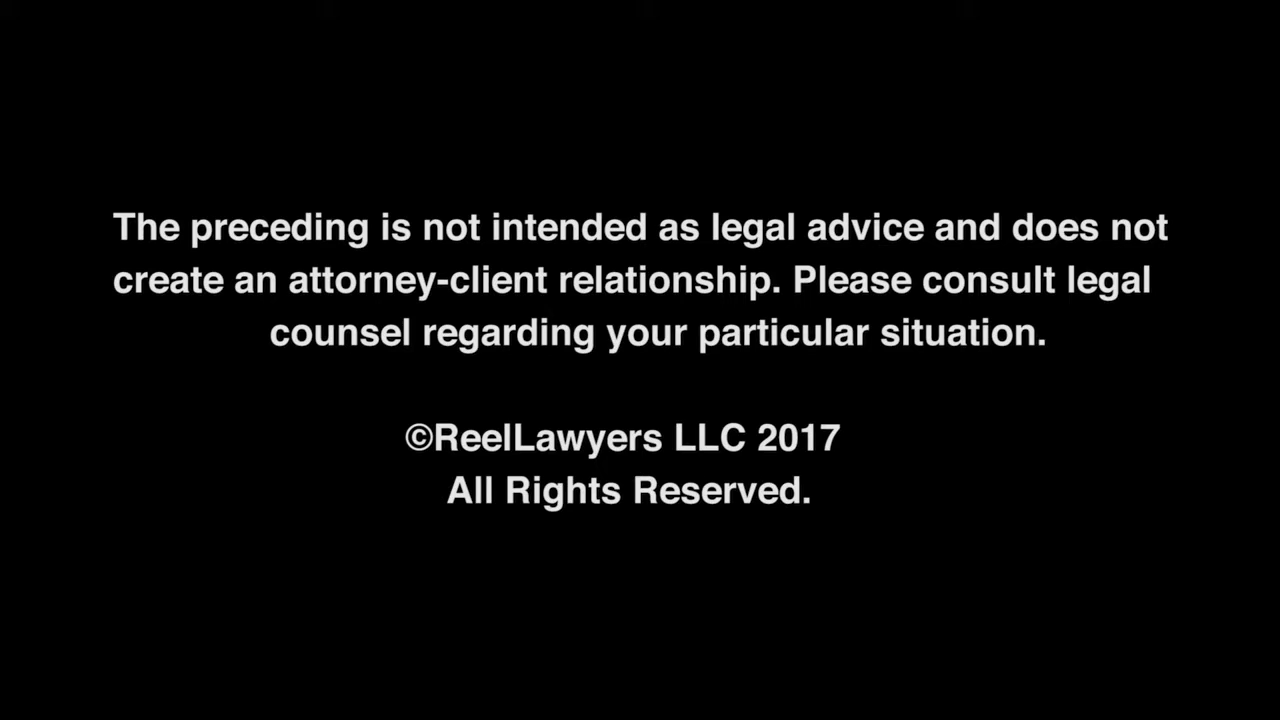 The preceding is not intended as legal advice and does not
create an attorney-client relationship. Please consult legal
counsel regarding your particular situation.
©ReelLawyers LLC 2017
All Rights Reserved.